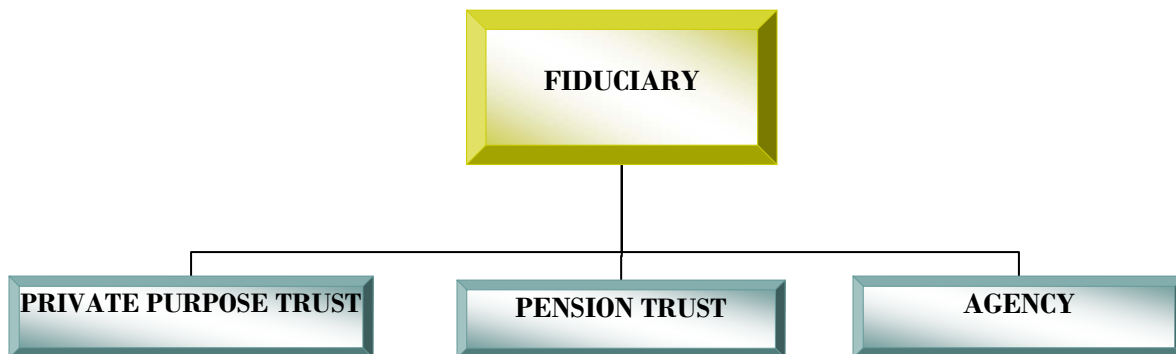 FIDUCIARY
PRIVATE PURPOSE TRUST
PENSION TRUST
AGENCY